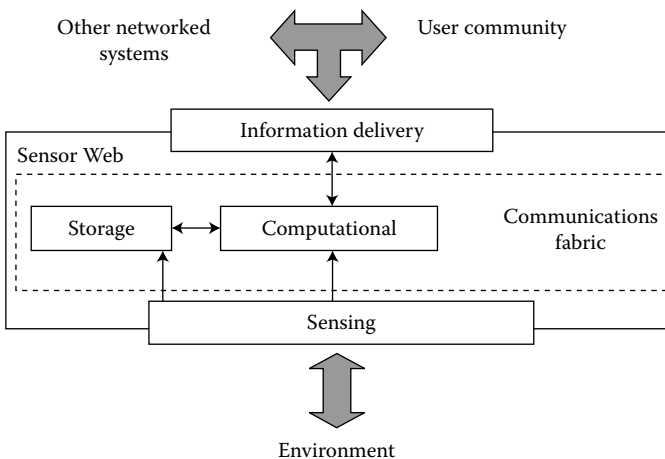 Other networked
systems
User community
Information delivery
Sensor Web
Storage
Computational
Communications
fabric
Sensing
Environment